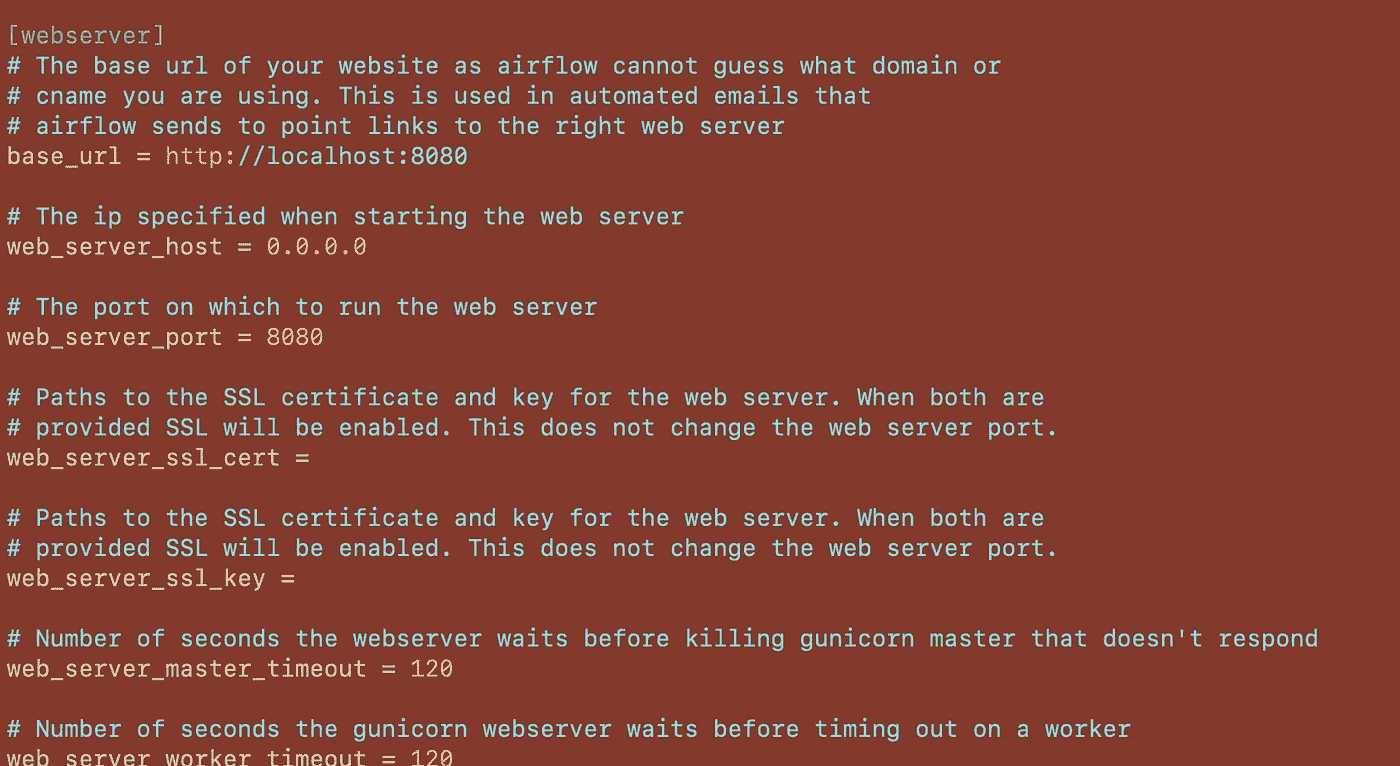 [webserver]
# The base url of your website as airflow cannot guess what domain or
# cname you are using. This is used in automated emails that
# airflow sends to point links to the right web server
base_url = http://localhost:8080
# The ip specified when starting the web server
web_server_host = 0.0.0.0
# The port on which to run the web server
web_server_port = 8080
# Paths to the SSL certificate and key for the web server. When both are
# provided SSL will be enabled. This does not change the web server port.
web_server_ssl_cert =
# Paths to the SSL certificate and key for the web server. When both are
# provided SSL will be enabled. This does not change the web server port.
web_server_ssl_key =
# Number of seconds the webserver waits before killing gunicorn master that doesn't respond
web_server_master_timeout = 120
# Number of seconds the gunicorn webserver waits before timing out on a worker
web_server_worker_timeout = 120